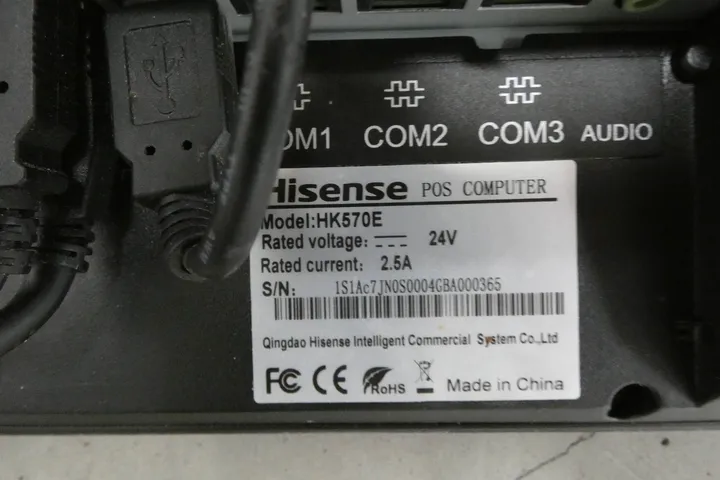 OM1 COM2 COM3 AUDIO
Hisense POS COMPUTER
Model:HK570E
Rated voltage: 24V
Rated current: 2.5A
S/N: 1S1Ac7JN0S0004GBA000365
Qingdao Hisense Intelligent Commercial System Co.,Ltd
FC CE RoHS Made in China